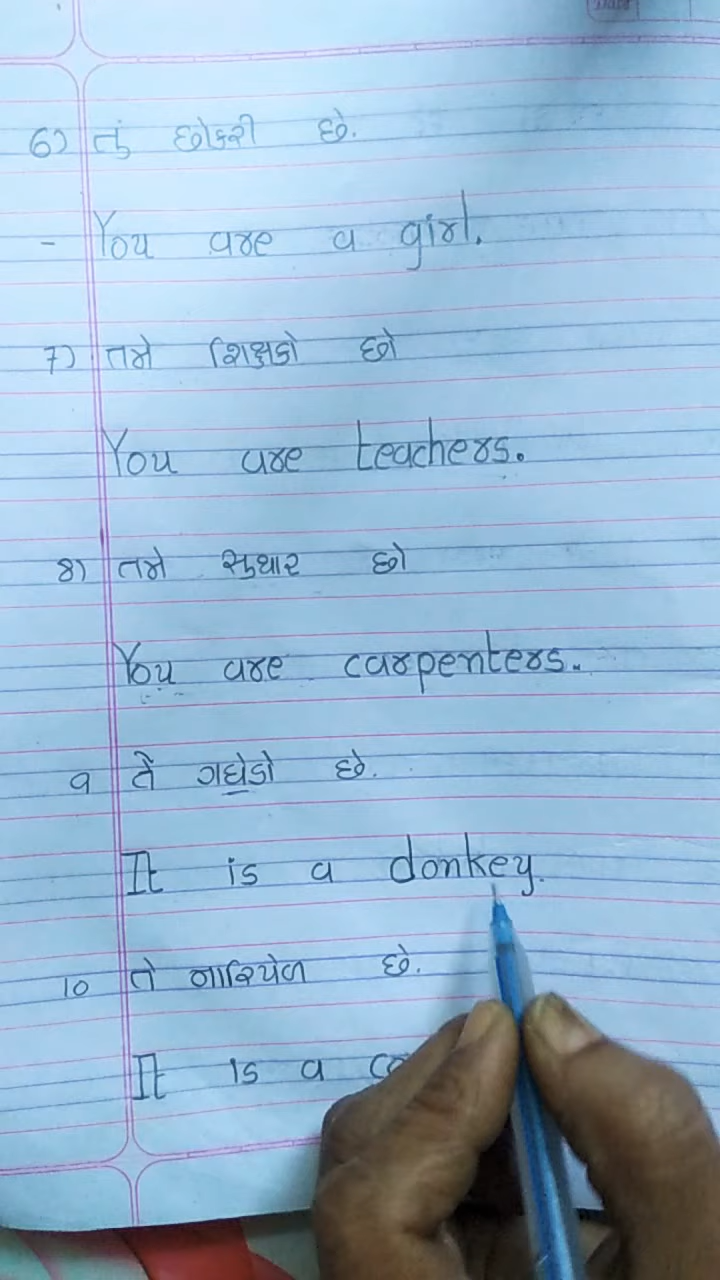 Date
6) તું છોકરી છે.
- You are a girl.
7) તમે શિક્ષકો છો
You are teachers.
8) તમે સુથાર છો
You are carpenters.
9 તે ગધેડો છે.
It is a donkey.
10 તે નારિયેળ છે.
It is a